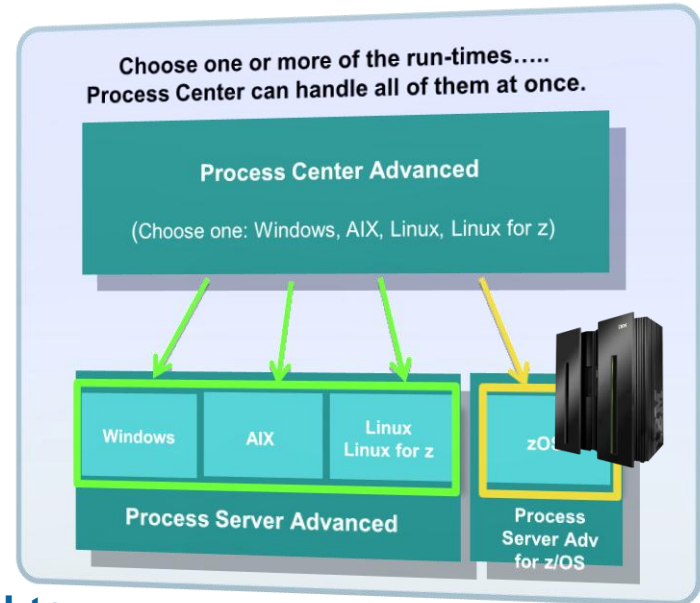 Choose one or more of the run-times.....
Process Center can handle all of them at once.
Process Center Advanced
(Choose one: Windows, AIX, Linux, Linux for z)
Windows
AIX
Linux
Linux for z
Process Server Advanced
Process
Server Adv
for z/OS